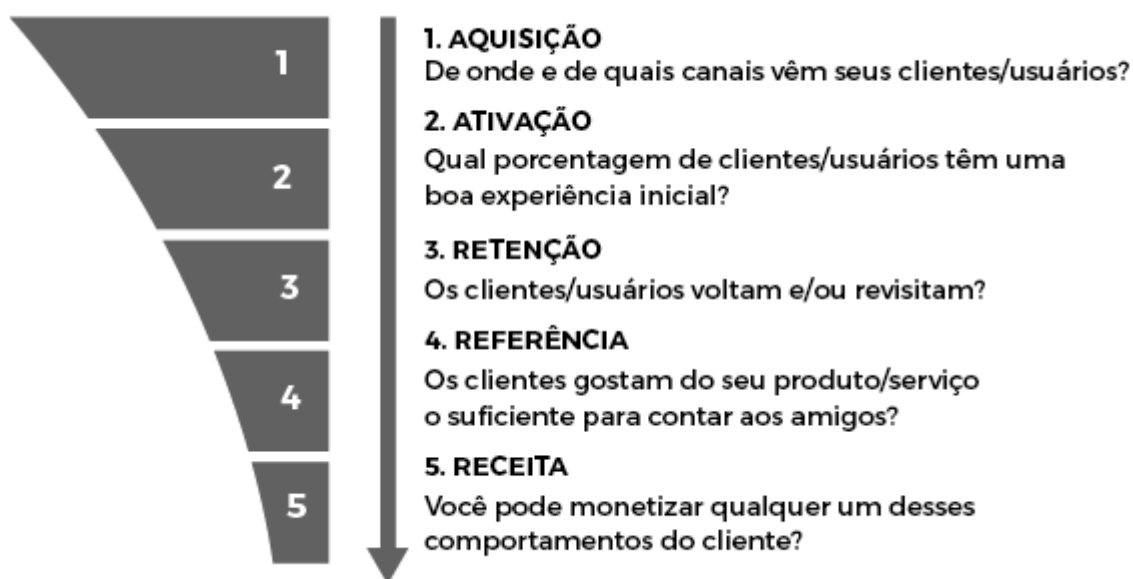 1
1. AQUISIÇÃO
De onde e de quais canais vêm seus clientes/usuários?
2
2. ATIVAÇÃO
Qual porcentagem de clientes/usuários têm uma
boa experiência inicial?
3
3. RETENÇÃO
Os clientes/usuários voltam e/ou revisitam?
4
4. REFERÊNCIA
Os clientes gostam do seu produto/serviço
o suficiente para contar aos amigos?
5
5. RECEITA
Você pode monetizar qualquer um desses
comportamentos do cliente?